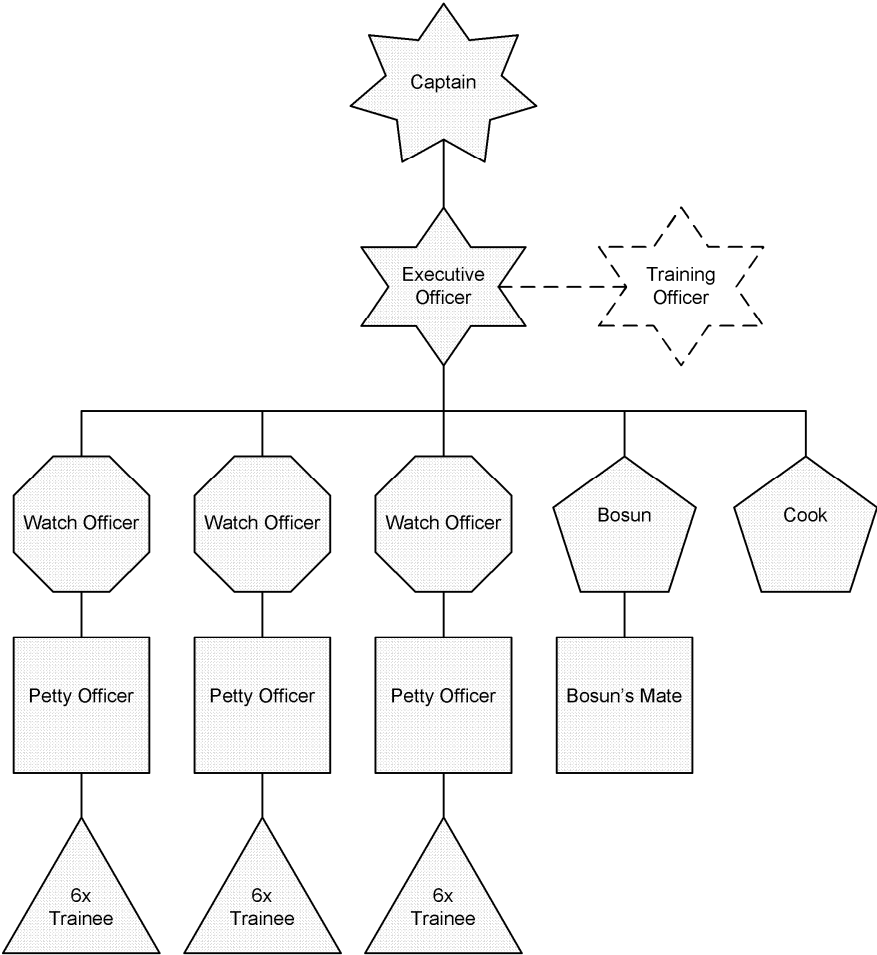 Captain
Executive
Officer
Training
Officer
Watch Officer
Watch Officer
Watch Officer
Bosun
Cook
Petty Officer
Petty Officer
Petty Officer
Bosun's Mate
6x
Trainee
6x
Trainee
6x
Trainee